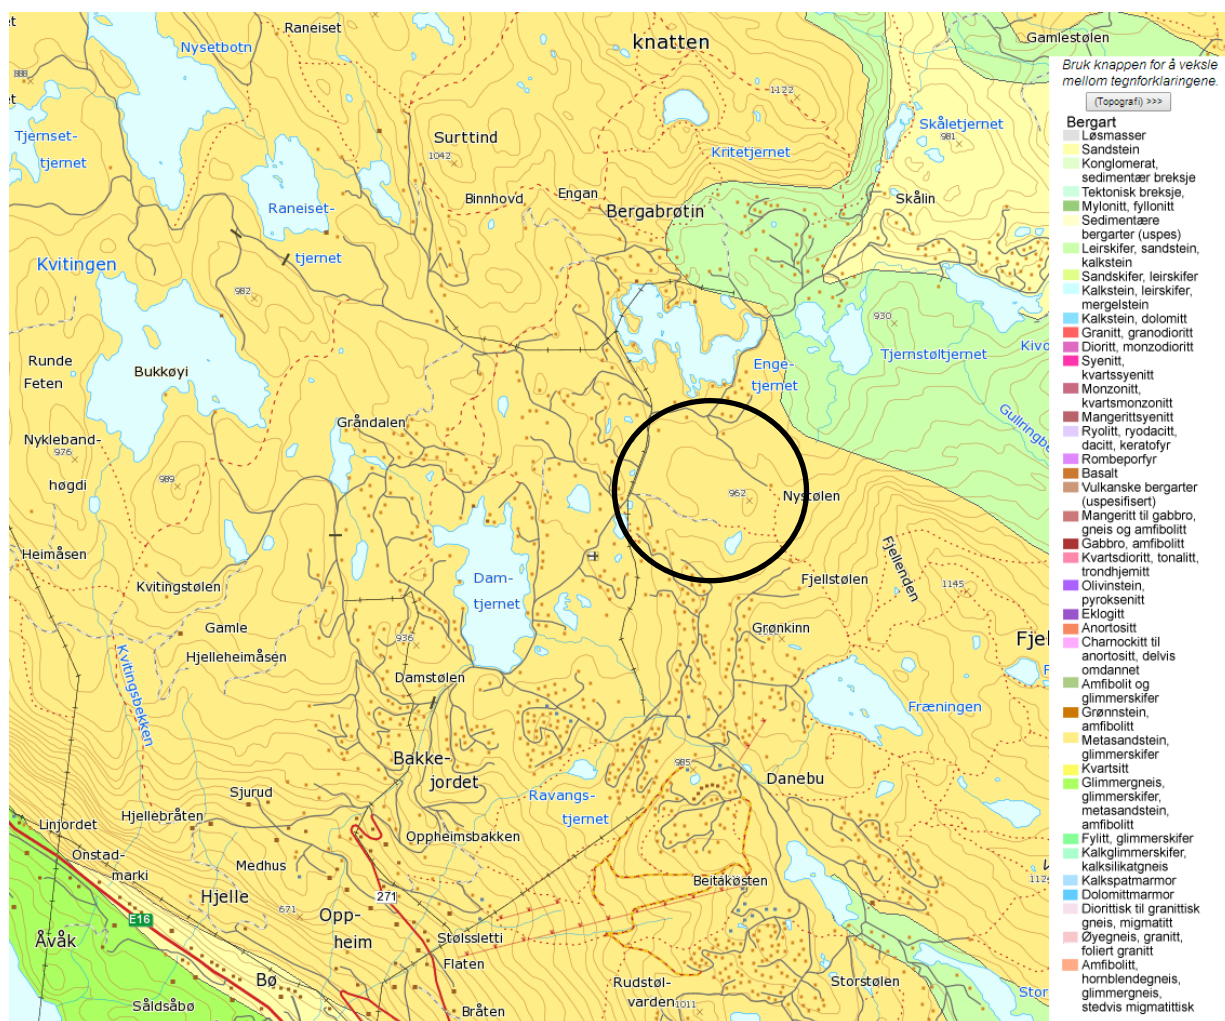 Raneiset
knatten
Gamlestølen
Nysetbotn
Bruk knappen for å veksle
mellom tegnforklaringene.
(Topografi) >>>
1122
Tjernset-
tjernet
Surttind
1042
Skåletjernet
981
Kritetjernet
Binnhovd
Engan
Bergabrøtin
Skålin
Raneiset-
tjernet
Kvitingen
982
930
Tjernstøltjernet
Enge-
tjernet
Runde
Feten
Bukkøyi
Gråndalen
Nykleband-
høgdi
976
989
962
Nystølen
Heimåsen
Kvitingstølen
Dam-
tjernet
Fjellstølen
Fjellenden
1145
Gamle
Hjelleheimåsen
936
Grønkinn
Damstølen
Kvitingsbekken
Fræningen
Bakke-
jordet
985
Danebu
Ravangs-
tjernet
Sjurud
Hjellebråten
Linjordet
Oppheimsbakken
Onstad-
marki
Medhus
Beitakosten
Hjelle
271
671
Opp-
heim
E16
Åvåk
Stølssletti
Flaten
Bø
Rudstøl-
varden
1011
Storstølen
Såldsåbø
Bråten
Bergart
Løsmasser
Sandstein
Konglomerat,
sedimentær breksje
Tektonisk breksje,
Mylonitt, fyllonitt
Sedimentære
bergarter (uspes)
Leirskifer, sandstein,
kalkstein
Sandskifer, leirskifer
Kalkstein, leirskifer,
mergelstein
Kalkstein, dolomitt
Granitt, granodioritt
Dioritt, monzodioritt
Syenitt,
kvartssyenitt
Monzonitt,
kvartsmonzonitt
Mangerittsyenitt
Ryolitt, ryodacitt,
dacitt, keratofyr
Rombeporfyr
Basalt
Vulkanske bergarter
(uspesifisert)
Mangeritt til gabbro,
gneis og amfibolitt
Gabbro, amfibolitt
Kvartsdioritt, tonalitt,
trondhjemitt
Olivinstein,
pyroksenitt
Eklogitt
Anortositt
Charnockitt til
anortositt, delvis
omdannet
Amfibolit og
glimmerskifer
Grønnstein,
amfibolitt
Metasandstein,
glimmerskifer
Kvartsitt
Glimmergneis,
glimmerskifer,
metasandstein,
amfibolitt
Fylitt, glimmerskifer
Kalkglimmerskifer,
kalksilikatgneis
Kalkspatmarmor
Dolomittmarmor
Diorittisk til granittisk
gneis, migmatitt
Øyegneis, granitt,
foliert granitt
Amfibolitt,
hornblendegneis,
glimmergneis,
stedvis migmatittisk